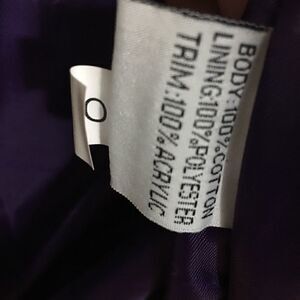 BODY:100%COTTON
LINING:100%POLYESTER
TRIM:100%ACRYLIC
0